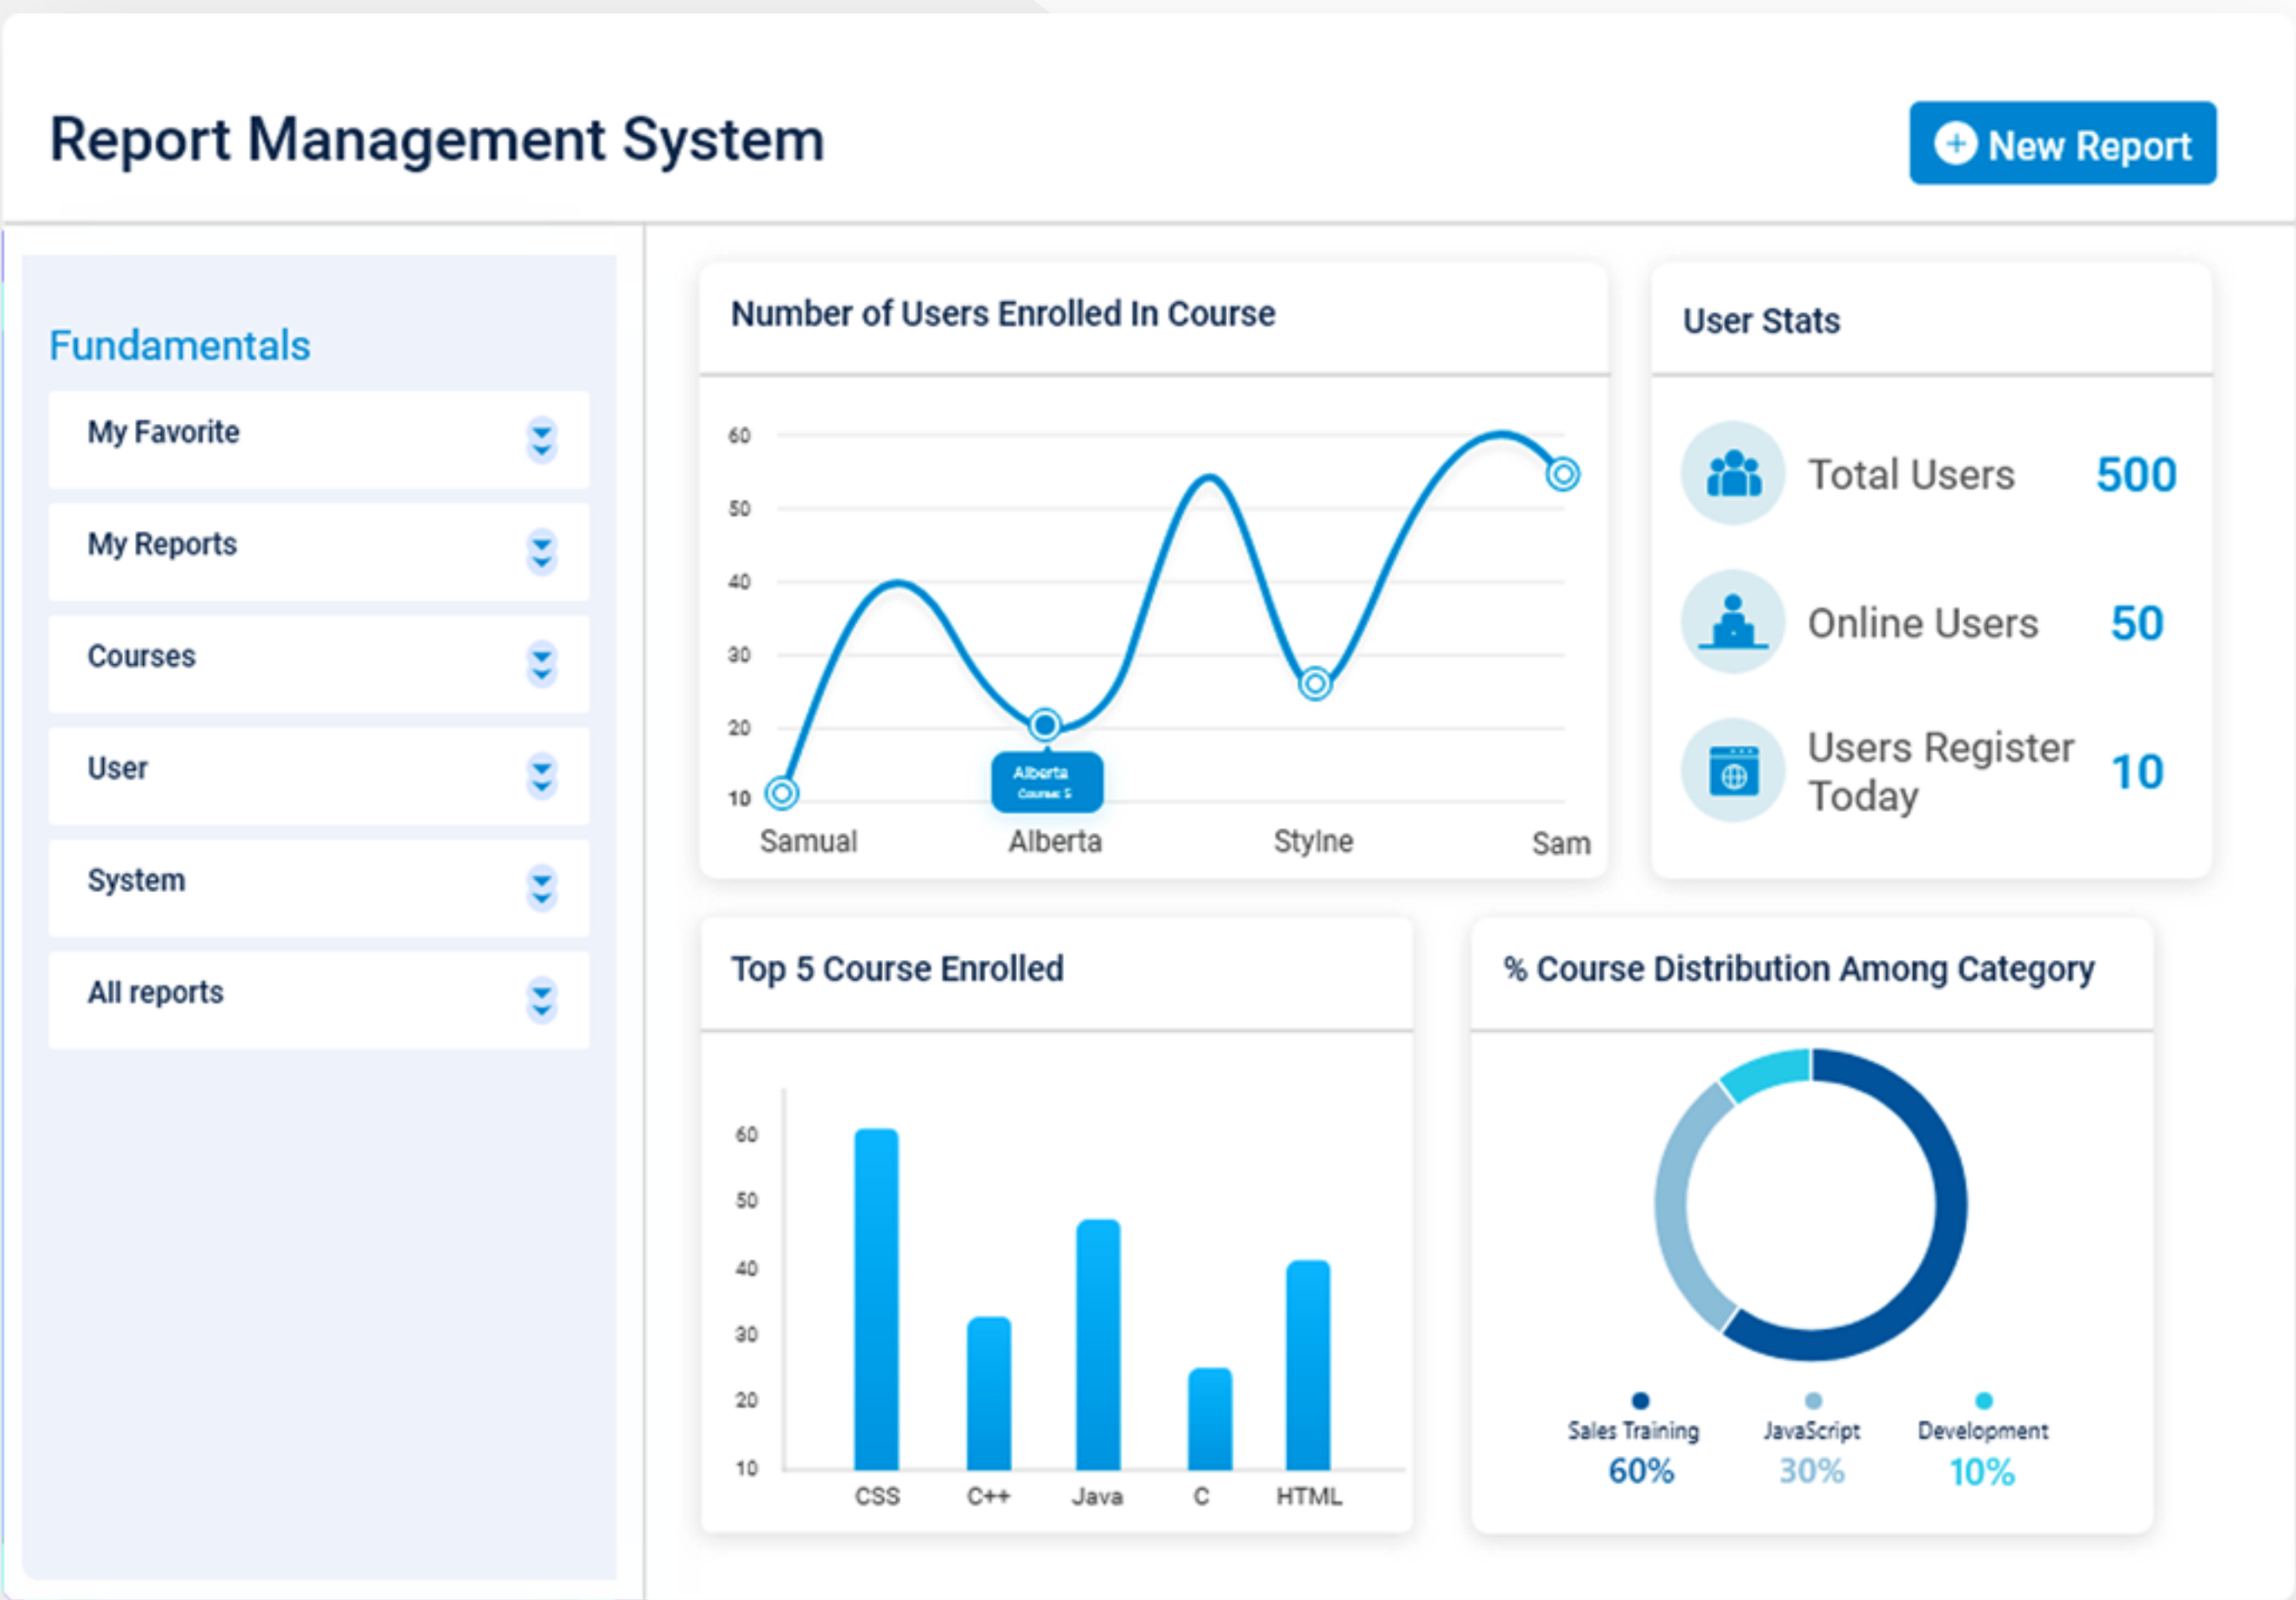 Report Management System
New Report
Fundamentals
My Favorite
My Reports
Courses
User
System
All reports
Number of Users Enrolled In Course
60
50
40
30
20
10
Alberta
Course: 5
Samual
Alberta
Stylne
Sam
User Stats
Total Users 500
Online Users 50
Users Register
Today
10
Top 5 Course Enrolled
60
50
40
30
20
10
CSS C++ Java C HTML
% Course Distribution Among Category
Sales Training JavaScript Development
60% 30% 10%